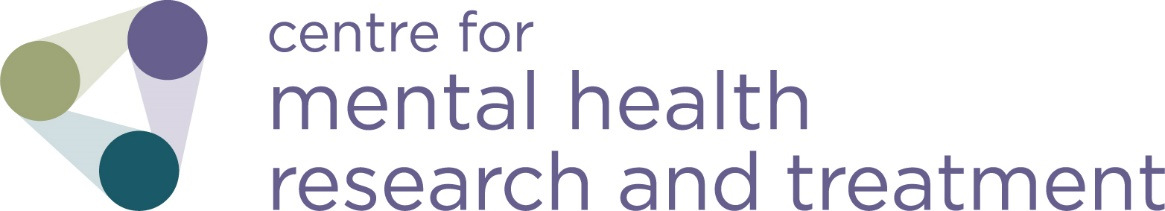 centre for
mental health
research and treatment